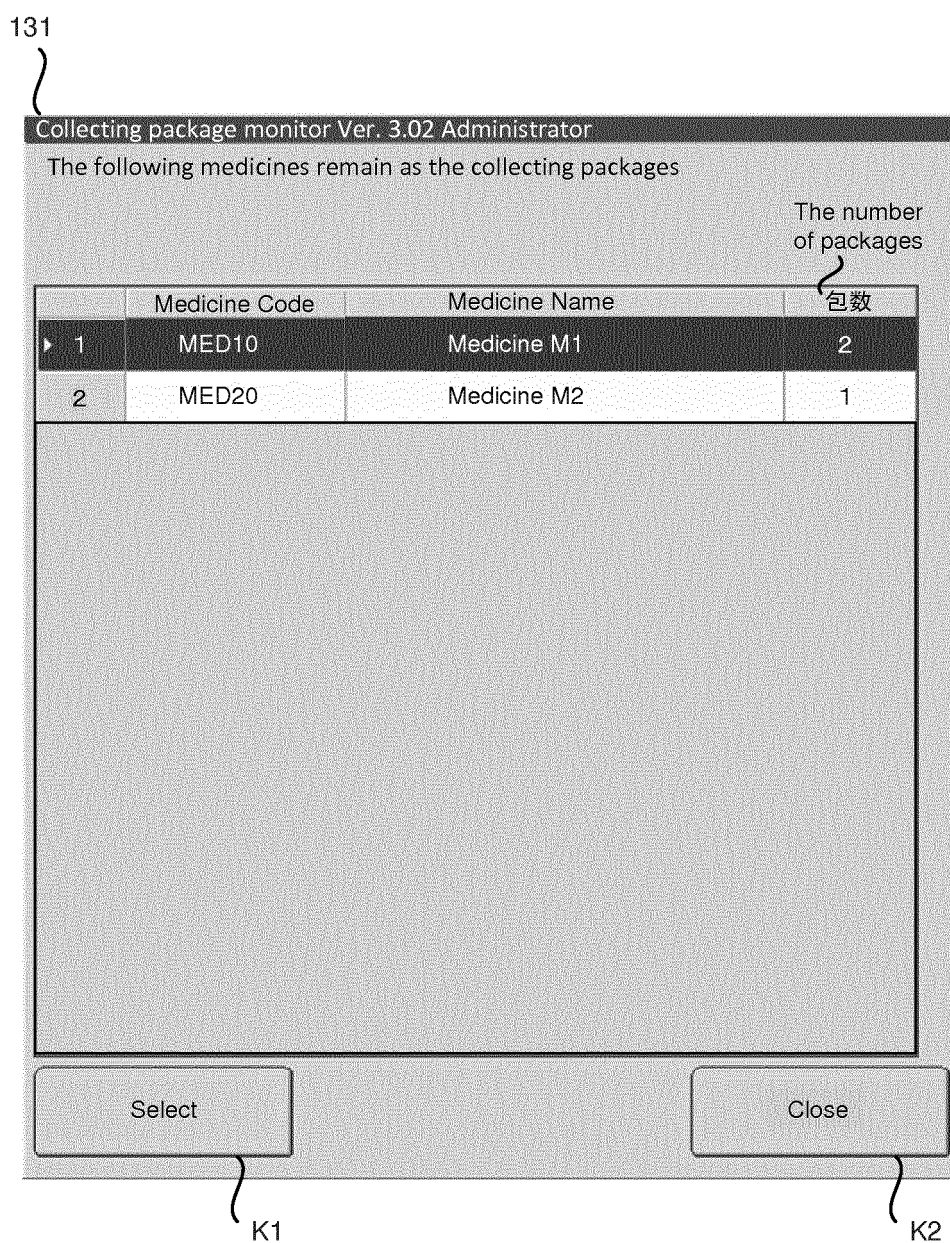 131
Collecting package monitor Ver. 3.02 Administrator
The following medicines remain as the collecting packages
The number
of packages
Medicine Code Medicine Name 包数
1 MED10 Medicine M1 2
2 MED20 Medicine M2 1
Select Close
K1 K2